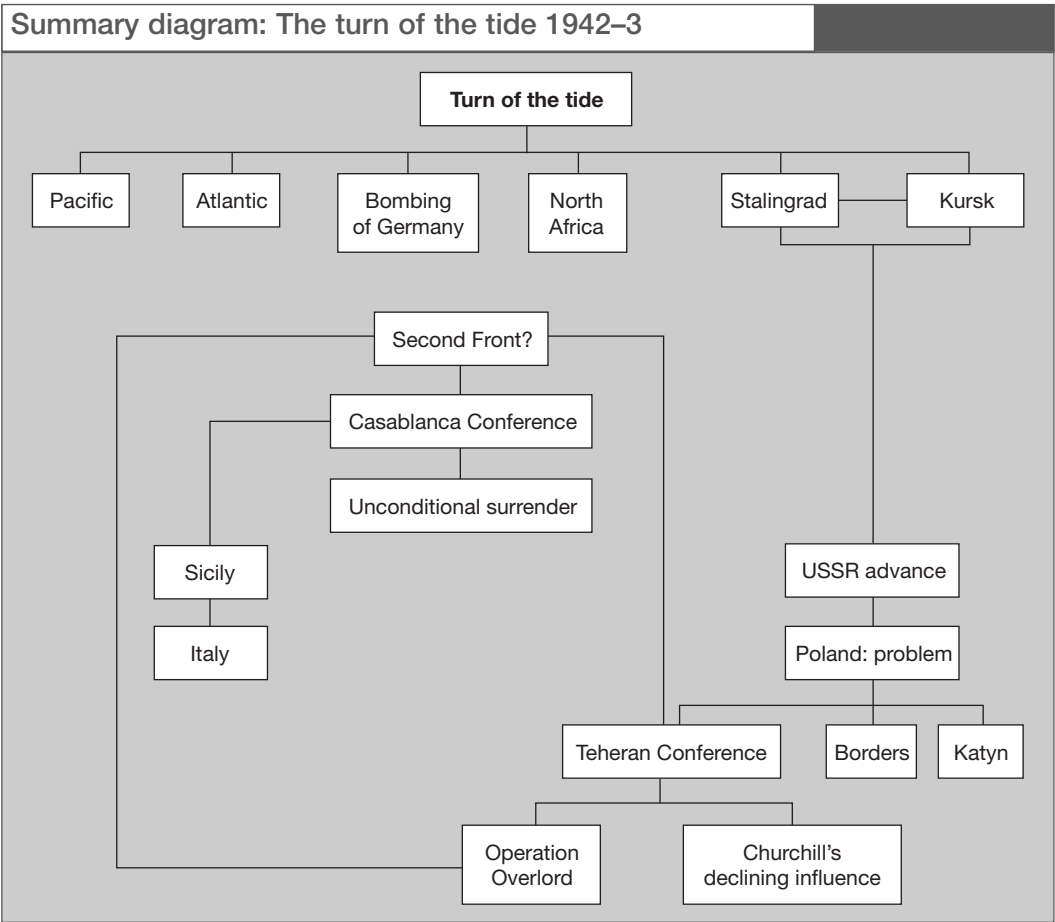 Summary diagram: The turn of the tide 1942–3
Turn of the tide
Pacific
Atlantic
Bombing
of Germany
North
Africa
Stalingrad
Kursk
Second Front?
Casablanca Conference
Unconditional surrender
Sicily
Italy
USSR advance
Poland: problem
Teheran Conference
Borders
Katyn
Operation
Overlord
Churchill's
declining influence